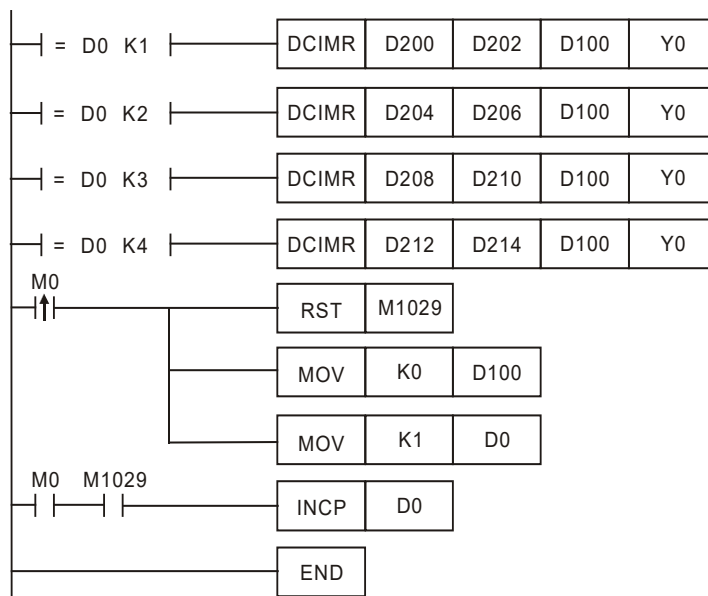 = D0 K1 DCIMR D200 D202 D100 Y0
= D0 K2 DCIMR D204 D206 D100 Y0
= D0 K3 DCIMR D208 D210 D100 Y0
= D0 K4 DCIMR D212 D214 D100 Y0
M0
RST M1029
MOV K0 D100
MOV K1 D0
M0 M1029
INCP D0
END